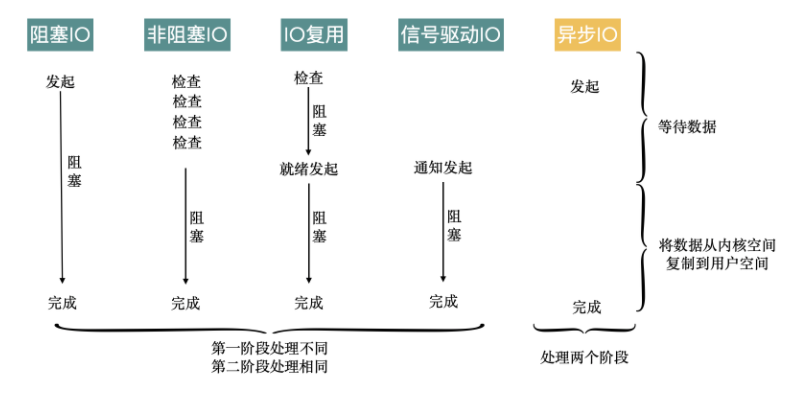 阻塞IO
非阻塞IO
IO复用
信号驱动IO
异步IO
发起
阻
塞
完成
检查
检查
检查
检查
阻
塞
完成
检查
阻
塞
就绪发起
阻
塞
完成
通知发起
阻
塞
完成
发起
完成
等待数据
将数据从内核空间
复制到用户空间
第一阶段处理不同
第二阶段处理相同
处理两个阶段